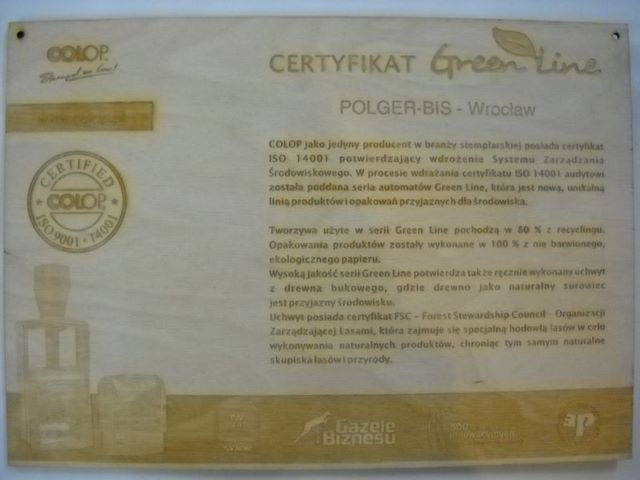 COLOP
Stempel on line!
CERTYFIKAT Green Line
POLGER-BIS - Wrocław
CERTIFIED
COLOP
ISO 9001 • 14001
COLOP jako jedyny producent w branży stemplarskiej posiada certyfikat
ISO 14001 potwierdzający wdrożenie Systemu Zarządzania
Środowiskowego. W procesie wdrażania certyfikatu ISO 14001 audytowi
została poddana seria automatów Green Line, która jest nową, unikalną
linią produktów i opakowań przyjaznych dla środowiska.
Tworzywa użyte w serii Green Line pochodzą w 80 % z recyclingu.
Opakowania produktów zostały wykonane w 100 % z nie barwionego,
ekologicznego papieru.
Wysoką jakość serii Green Line potwierdza także ręcznie wykonany uchwyt
z drewna bukowego, gdzie drewno jako naturalny surowiec
jest przyjazny środowisku.
Uchwyt posiada certyfikat FSC – Forest Stewardship Council - Organizacji
Zarządzającej Lasami, która zajmuje się specjalną hodowlą lasów w celu
wykonywania naturalnych produktów, chroniąc tym samym naturalne
skupiska lasów i przyrody.
Gazele
Biznesu
500